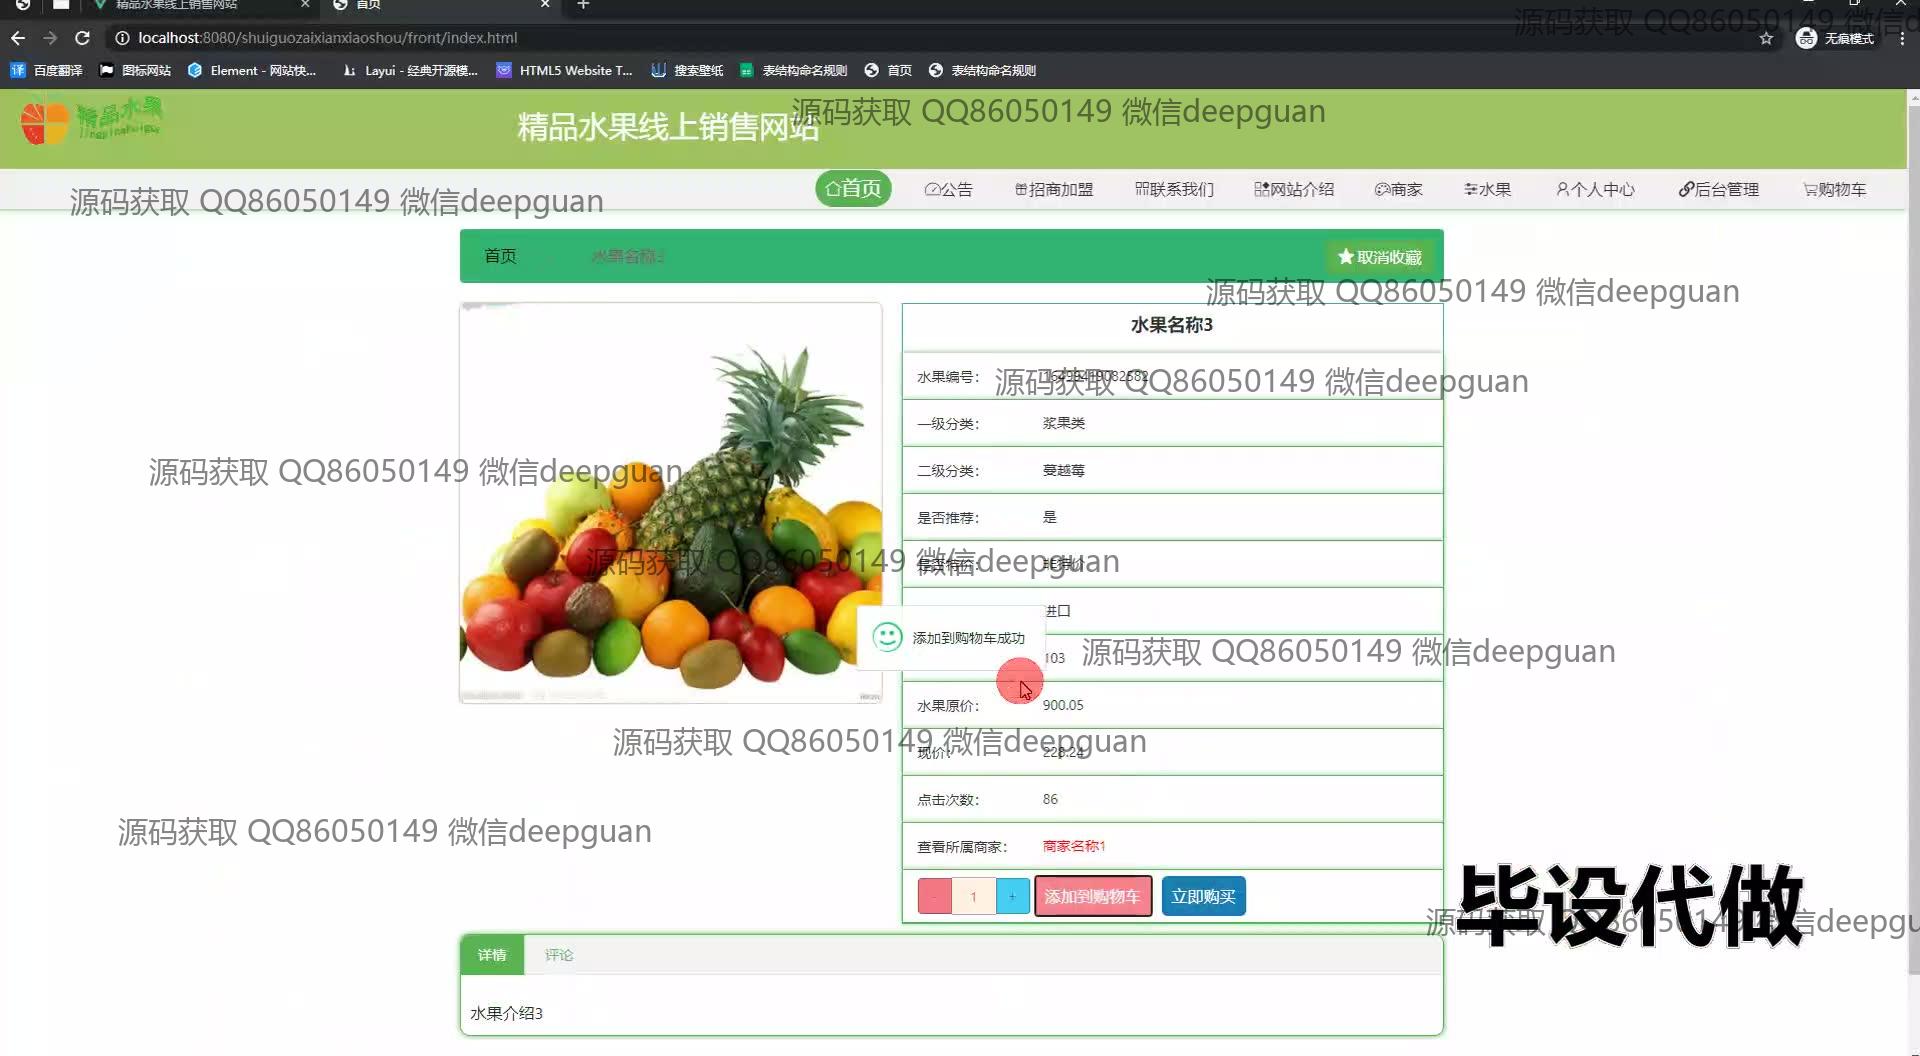 精品水果线上销售网站
首页
localhost:8080/shuiguozaixianxiaoshou/front/index.html
无痕模式
百度翻译
图标网站
Element - 网站快...
Layui - 经典开源模...
HTML5 Website T...
搜索壁纸
表结构命名规则
首页
表结构命名规则
源码获取 QQ86050149 微信d
精品水果
精品水果线上销售网站
源码获取 QQ86050149 微信deepguan
首页
公告
招商加盟
联系我们
网站介绍
商家
水果
个人中心
后台管理
购物车
源码获取 QQ86050149 微信deepguan
首页
水果名称3
取消收藏
源码获取 QQ86050149 微信deepguan
水果名称3
水果编号：
源码获取 QQ86050149 微信deepguan
一级分类： 浆果类
二级分类： 蔓越莓
源码获取 QQ86050149 微信deepguan
是否推荐： 是
源码获取 QQ86050149 微信deepguan
进口
添加到购物车成功
103
源码获取 QQ86050149 微信deepguan
水果原价： 900.05
现价： 228.24
源码获取 QQ86050149 微信deepguan
点击次数： 86
源码获取 QQ86050149 微信deepguan
查看所属商家： 商家名称1
- 1 + 添加到购物车 立即购买
毕设代做
源码获取 QQ86050149 微信deepgu
详情 评论
水果介绍3